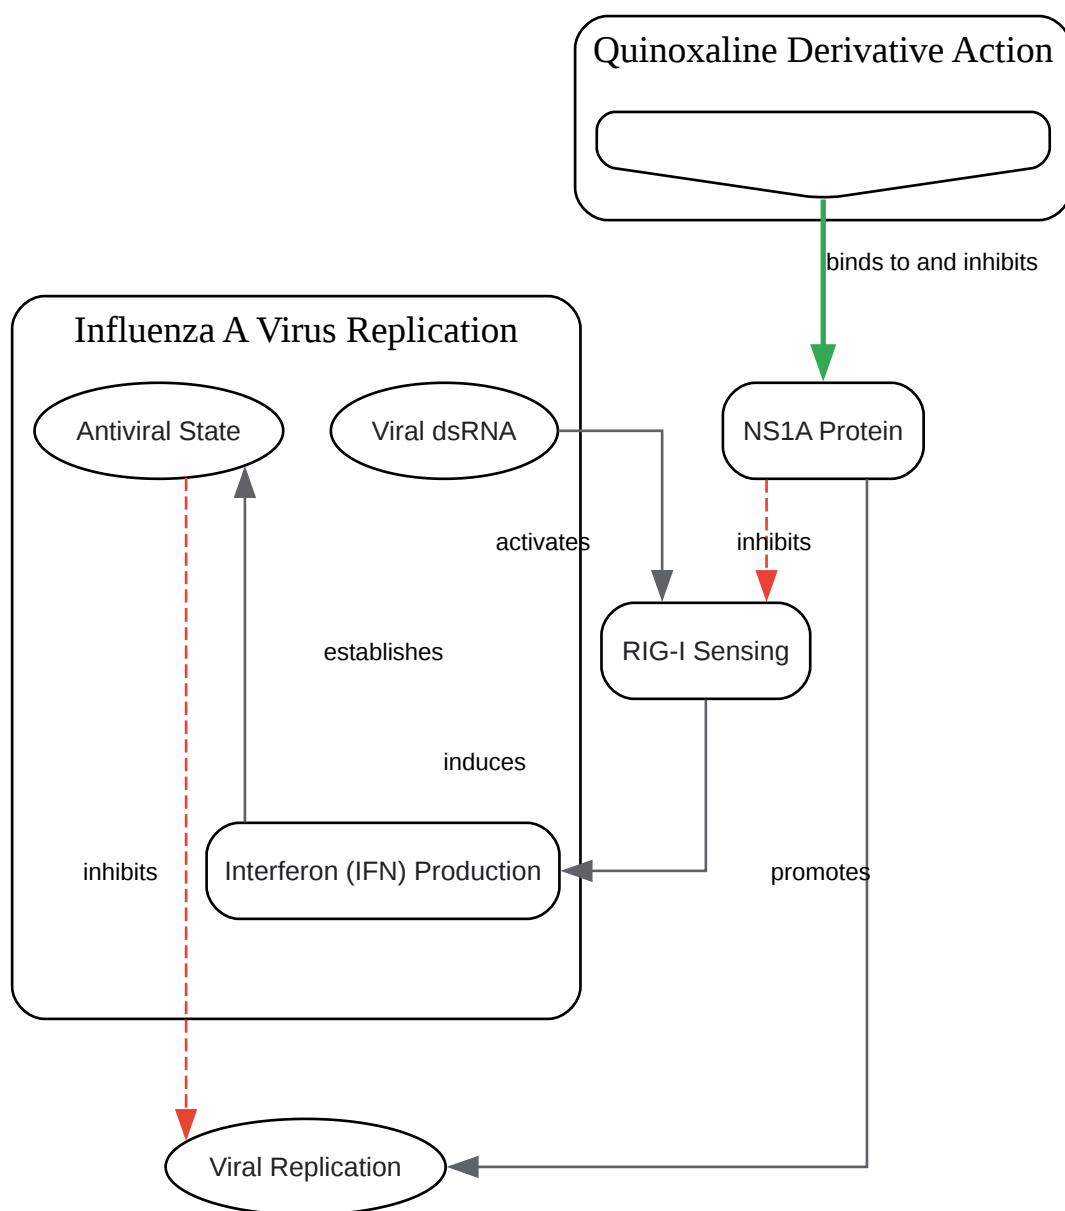 Quinoxaline Derivative Action
binds to and inhibits
Influenza A Virus Replication
Antiviral State
Viral dsRNA
NS1A Protein
activates
inhibits
establishes
RIG-I Sensing
induces
inhibits
Interferon (IFN) Production
promotes
Viral Replication